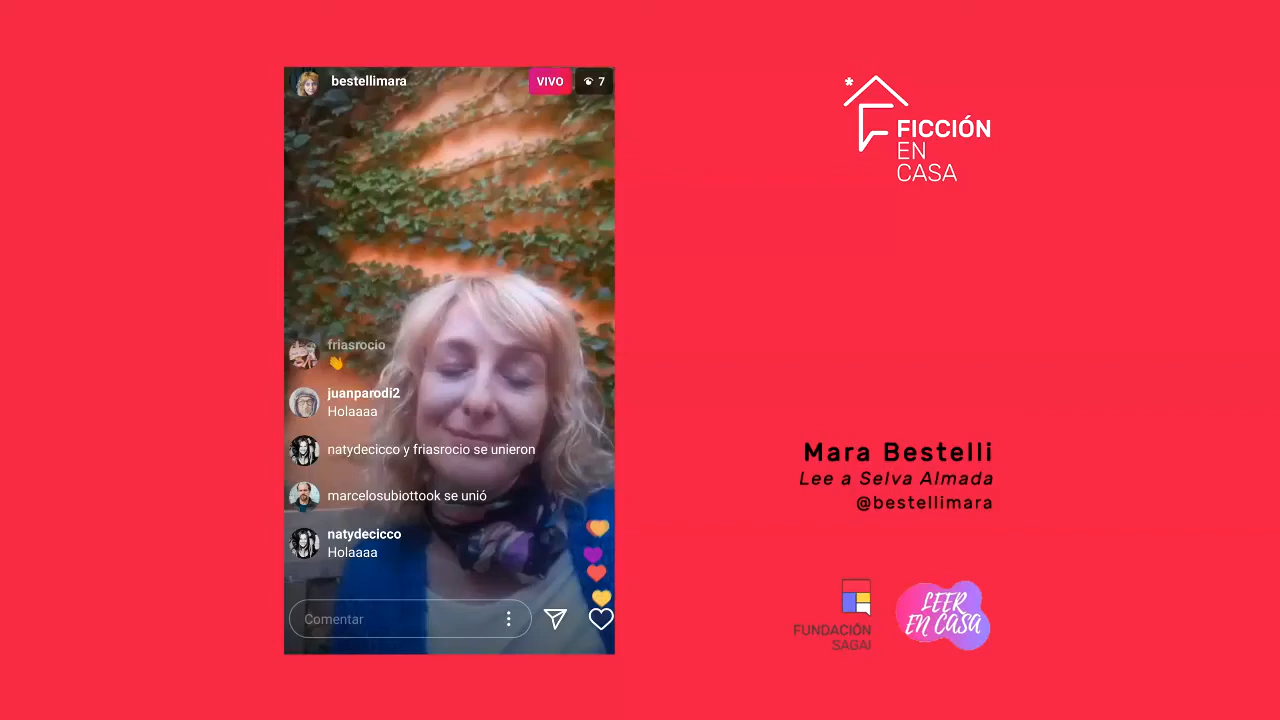 bestellimara
VIVO
7
friasrocio
juanparodi2
Holaaaa
natydecicco y friasrocio se unieron
marcelosubiottook se unió
natydecicco
Holaaaa
Comentar
* FICCIÓN
EN
CASA
Mara Bestelli
Lee a Selva Almada
@bestellimara
FUNDACIÓN
SAGAI
LEER
EN CASA